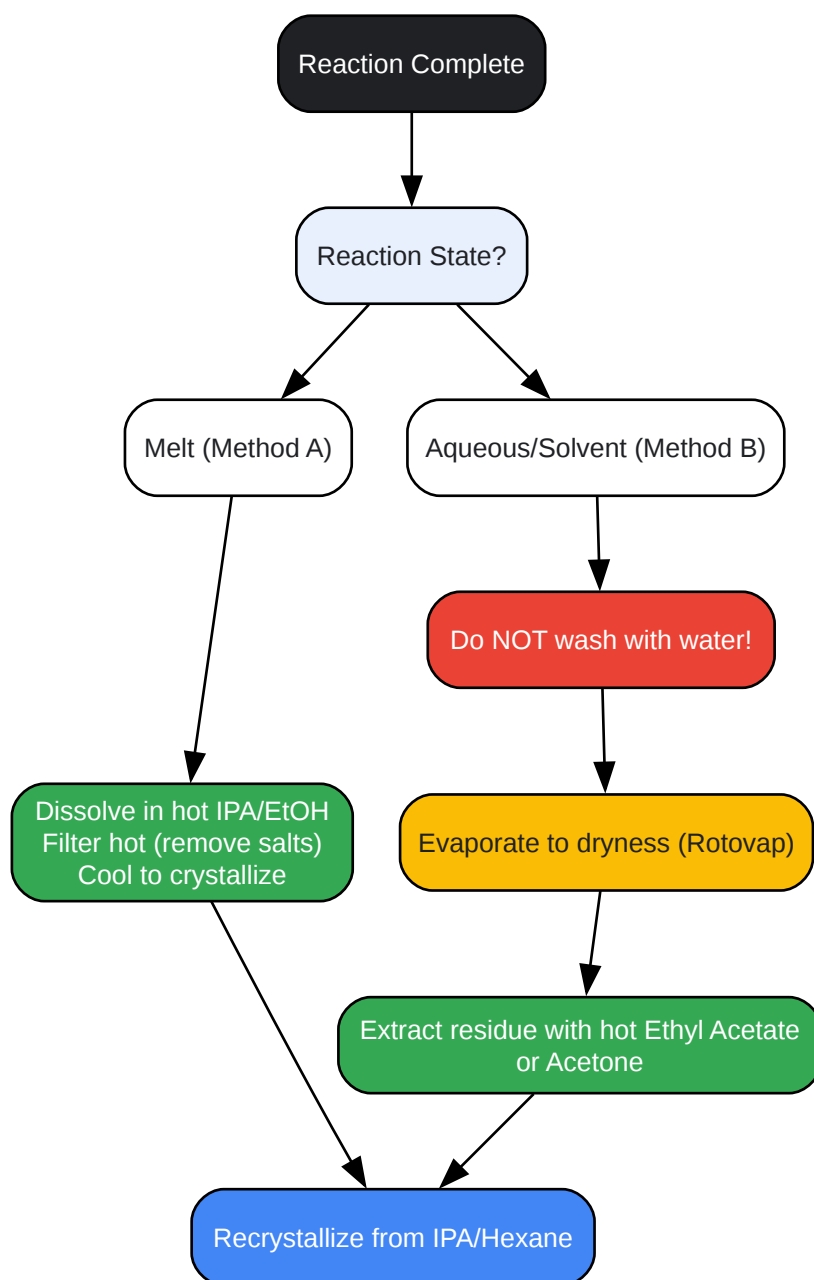 Reaction Complete
Reaction State?
Melt (Method A)
Aqueous/Solvent (Method B)
Do NOT wash with water!
Dissolve in hot IPA/EtOH
Filter hot (remove salts)
Cool to crystallize
Evaporate to dryness (Rotovap)
Extract residue with hot Ethyl Acetate
or Acetone
Recrystallize from IPA/Hexane